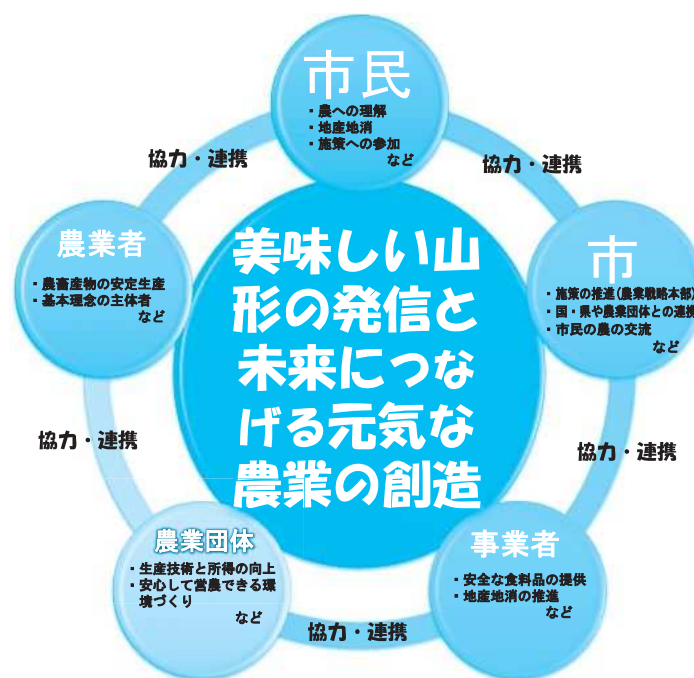 市民
・農への理解
・地産地消
・施策への参加
など
協力・連携
協力・連携
農業者
・農畜産物の安定生産
・基本理念の主体者
など
美味しい山
形の発信と
未来につな
げる元気な
農業の創造
市
・施策の推進(農業戦略本部)
・国・県や農業団体との連携
・市民の農の交流
など
協力・連携
協力・連携
農業団体
・生産技術と所得の向上
・安心して営農できる環
境づくり
など
事業者
・安全な食料品の提供
・地産地消の推進
など
協力・連携